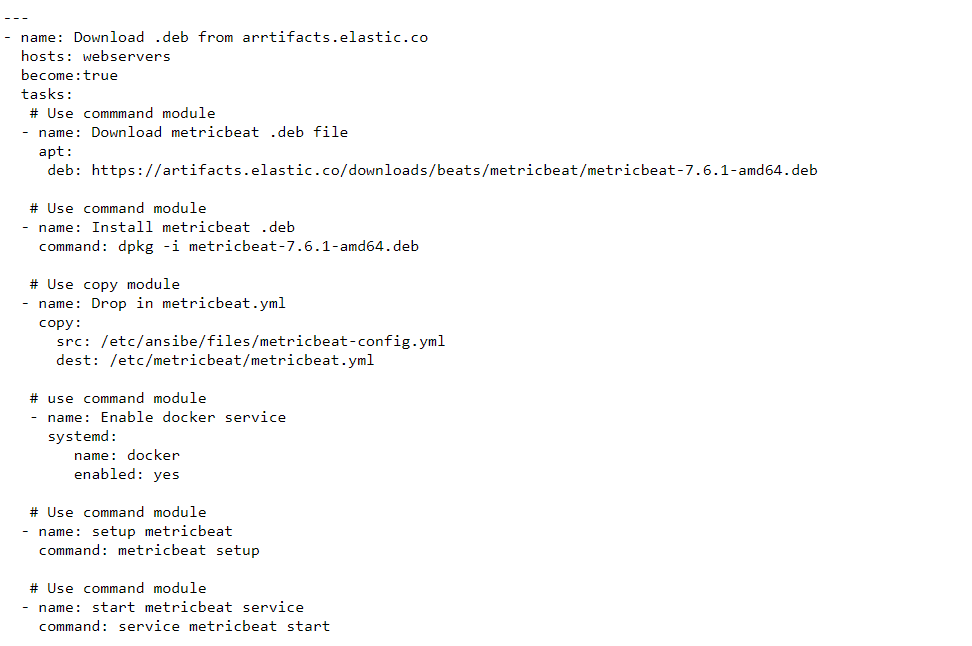 ---
- name: Download .deb from arrtifacts.elastic.co
  hosts: webservers
  become:true
  tasks:
   # Use commmand module
  - name: Download metricbeat .deb file
    apt:
     deb: https://artifacts.elastic.co/downloads/beats/metricbeat/metricbeat-7.6.1-amd64.deb

   # Use command module
  - name: Install metricbeat .deb
    command: dpkg -i metricbeat-7.6.1-amd64.deb

   # Use copy module
  - name: Drop in metricbeat.yml
    copy:
      src: /etc/ansibe/files/metricbeat-config.yml
      dest: /etc/metricbeat/metricbeat.yml

   # use command module
   - name: Enable docker service
     systemd:
        name: docker
        enabled: yes

   # Use command module
  - name: setup metricbeat
    command: metricbeat setup

   # Use command module
  - name: start metricbeat service
    command: service metricbeat start